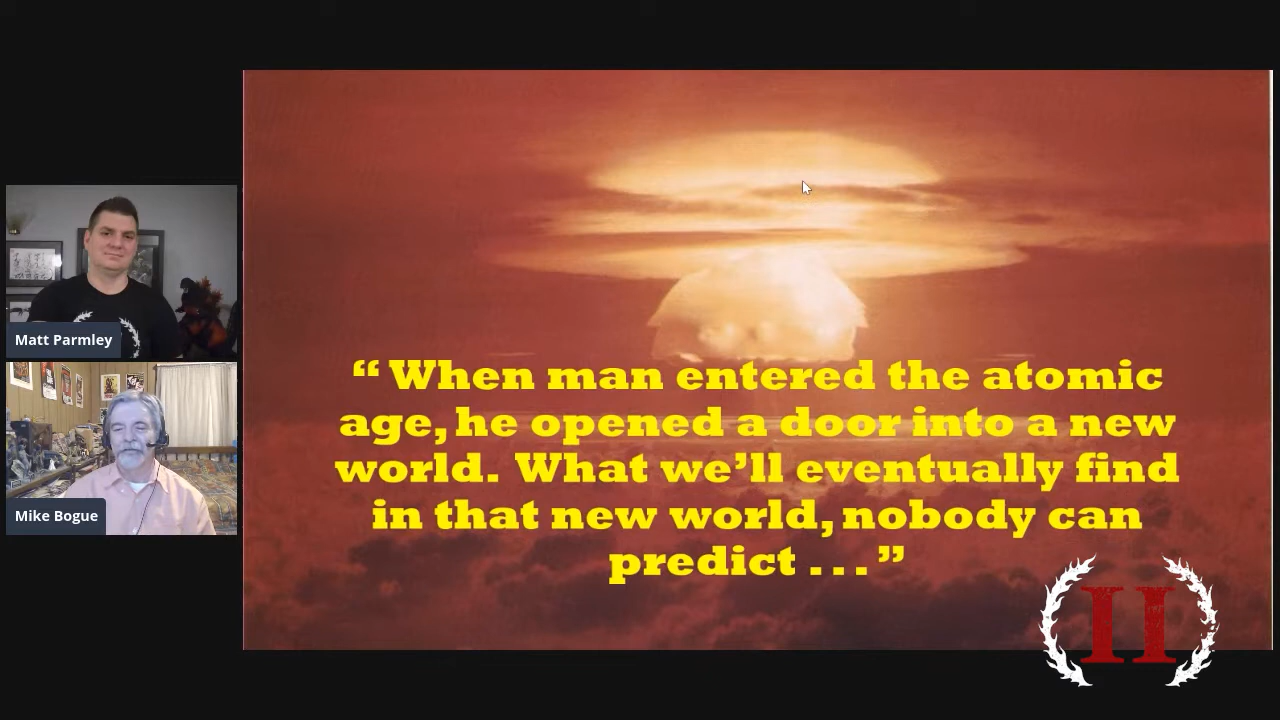 Matt Parmley
Mike Bogue
“ When man entered the atomic
age, he opened a door into a new
world. What we’ll eventually find
in that new world, nobody can
predict . . . ”
II